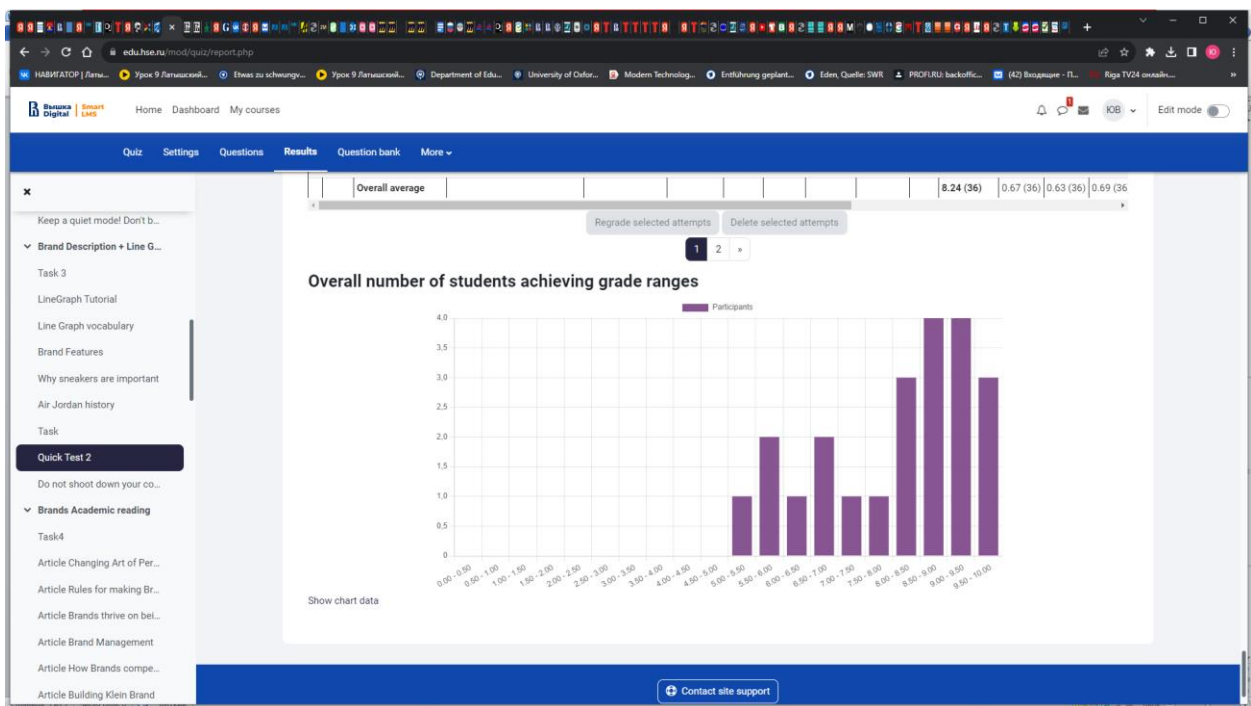 edu.hse.ru/mod/quiz/report.php
НАВИГАТОР | Латы...
Урок 9 Латышский...
Etwas zu schwungv...
Урок 9 Латышский...
Department of Edu...
University of Oxfor...
Modern Technolog...
Entführung geplant...
Eden, Quelle: SWR
PROFI.RU: backoffic...
(42) Входящие - П...
Riga TV24 онлайн....
»
Вышка Digital Smart LMS
Home Dashboard My courses
1
ЮВ
Edit mode
Quiz Settings Questions Results Question bank More
Overall average 8.24 (36) 0.67 (36) 0.63 (36) 0.69 (36
Regrade selected attempts Delete selected attempts
1 2 »
Keep a quiet mode! Don't b...
Brand Description + Line G...
Task 3
LineGraph Tutorial
Line Graph vocabulary
Brand Features
Why sneakers are important
Air Jordan history
Task
Quick Test 2
Do not shoot down your co...
Brands Academic reading
Task4
Article Changing Art of Per...
Article Rules for making Br...
Article Brands thrive on bei...
Article Brand Management
Article How Brands compe...
Article Building Klein Brand
Overall number of students achieving grade ranges
Participants
4,0
3,5
3,0
2,5
2,0
1,5
1,0
0,5
0
0.00 - 0.50
0.50 - 1.00
1.00 - 1.50
1.50 - 2.00
2.00 - 2.50
2.50 - 3.00
3.00 - 3.50
3.50 - 4.00
4.00 - 4.50
4.50 - 5.00
5.00 - 5.50
5.50 - 6.00
6.00 - 6.50
6.50 - 7.00
7.00 - 7.50
7.50 - 8.00
8.00 - 8.50
8.50 - 9.00
9.00 - 9.50
9.50 - 10.00
Show chart data
Contact site support